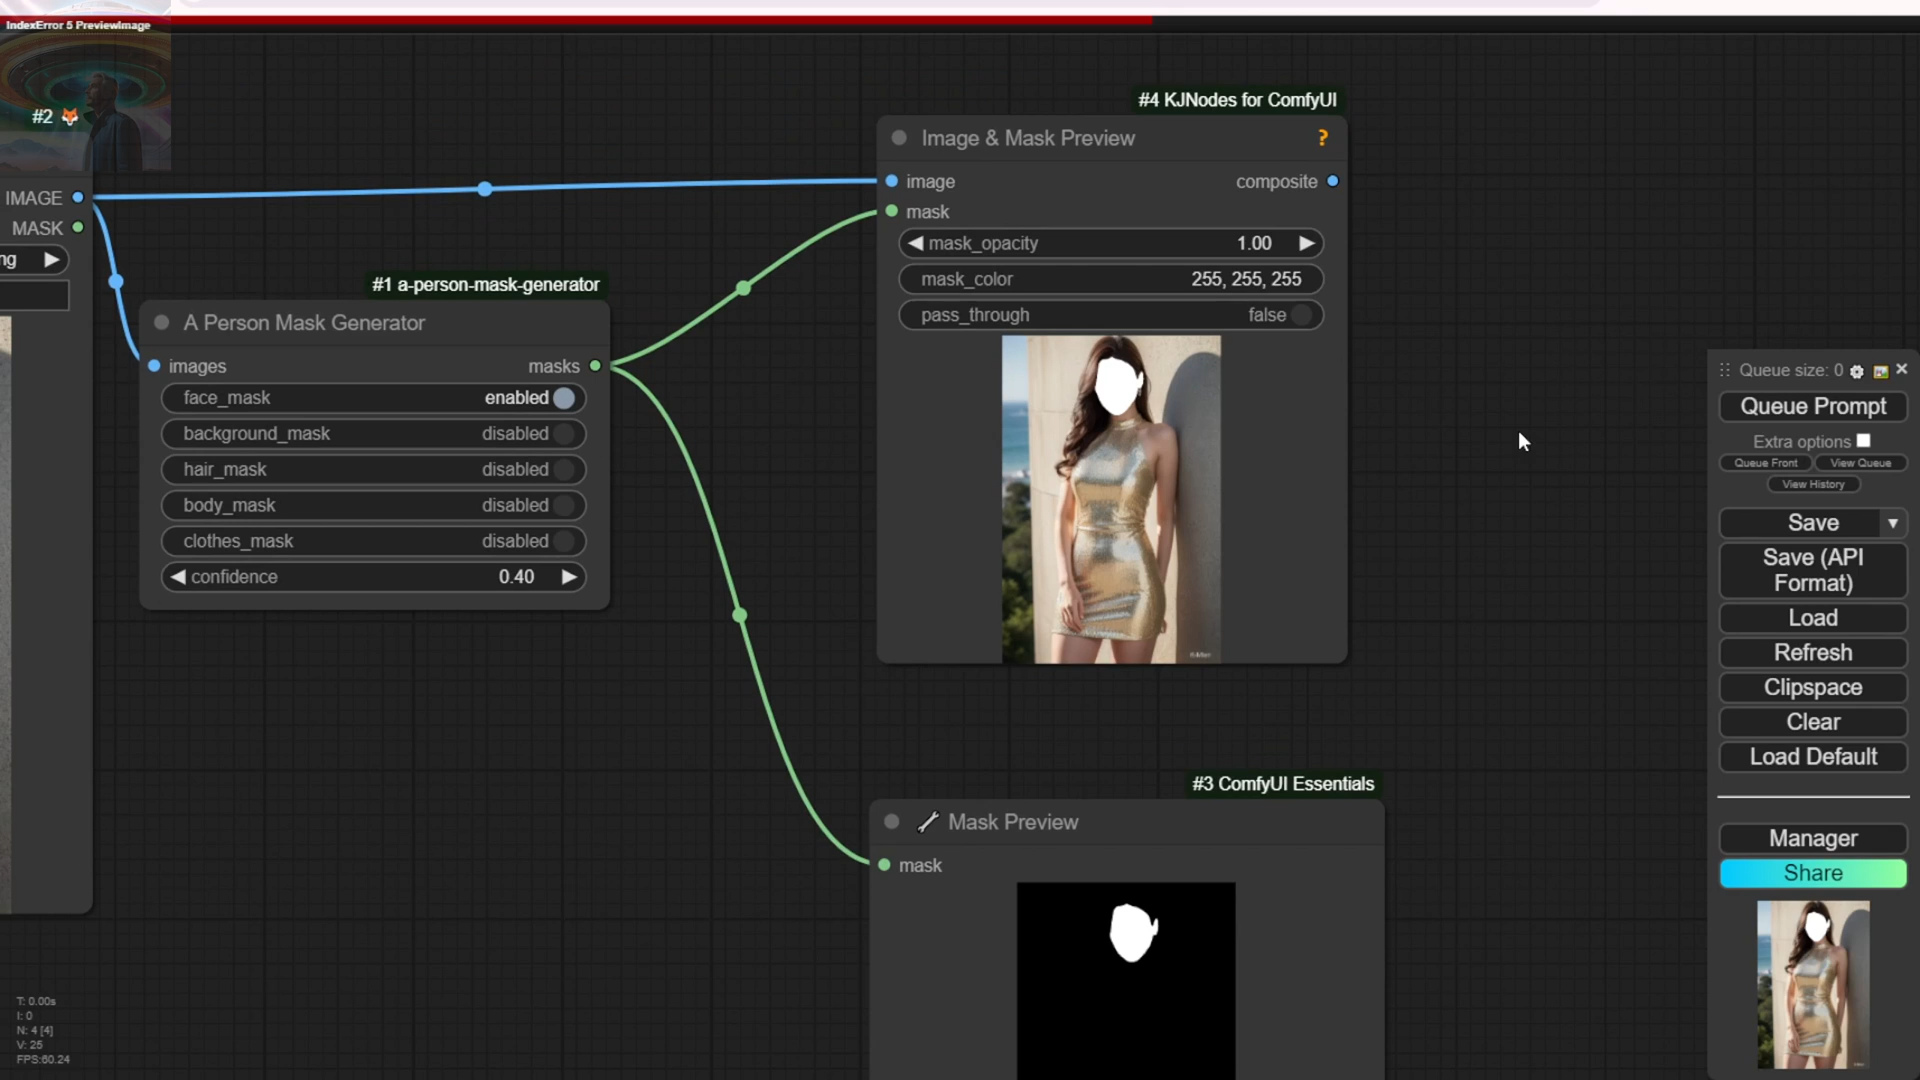 IndexError 5 PreviewImage
#2 🦊
IMAGE
MASK
ng
#1 a-person-mask-generator
A Person Mask Generator
images masks
face_mask enabled
background_mask disabled
hair_mask disabled
body_mask disabled
clothes_mask disabled
confidence 0.40
#4 KJNodes for ComfyUI
Image & Mask Preview ?
image composite
mask
mask_opacity 1.00
mask_color 255, 255, 255
pass_through false
#3 ComfyUI Essentials
Mask Preview
mask
Queue size: 0
Queue Prompt
Extra options
Queue Front View Queue
View History
Save
Save (API
Format)
Load
Refresh
Clipspace
Clear
Load Default
Manager
Share
T: 0.00s
I: 0
N: 4 [4]
V: 25
FPS:60.24